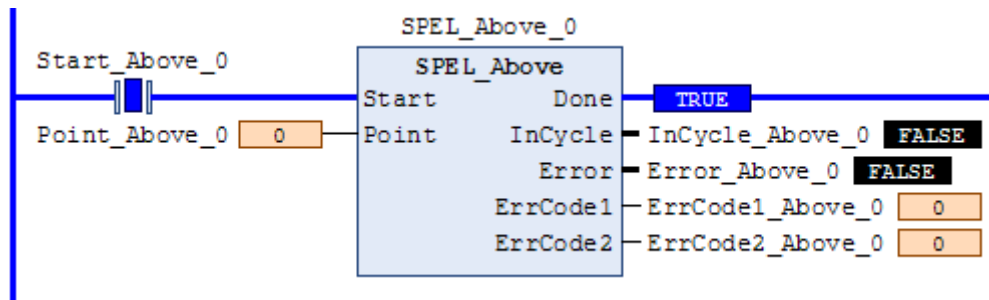 SPEL_Above_0
Start_Above_0
SPEL_Above
Start Done TRUE
Point_Above_0 0 Point InCycle InCycle_Above_0 FALSE
Error Error_Above_0 FALSE
ErrCode1 ErrCode1_Above_0 0
ErrCode2 ErrCode2_Above_0 0